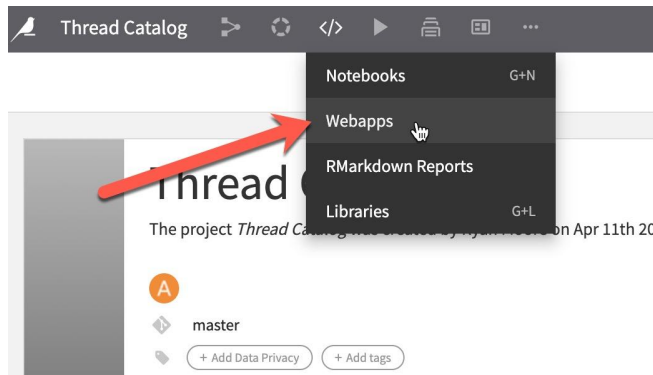 Thread Catalog
</>
Notebooks G+N
Webapps
RMarkdown Reports
Libraries G+L
Thread
The project Thread on Apr 11th 20
A
master
+ Add Data Privacy + Add tags